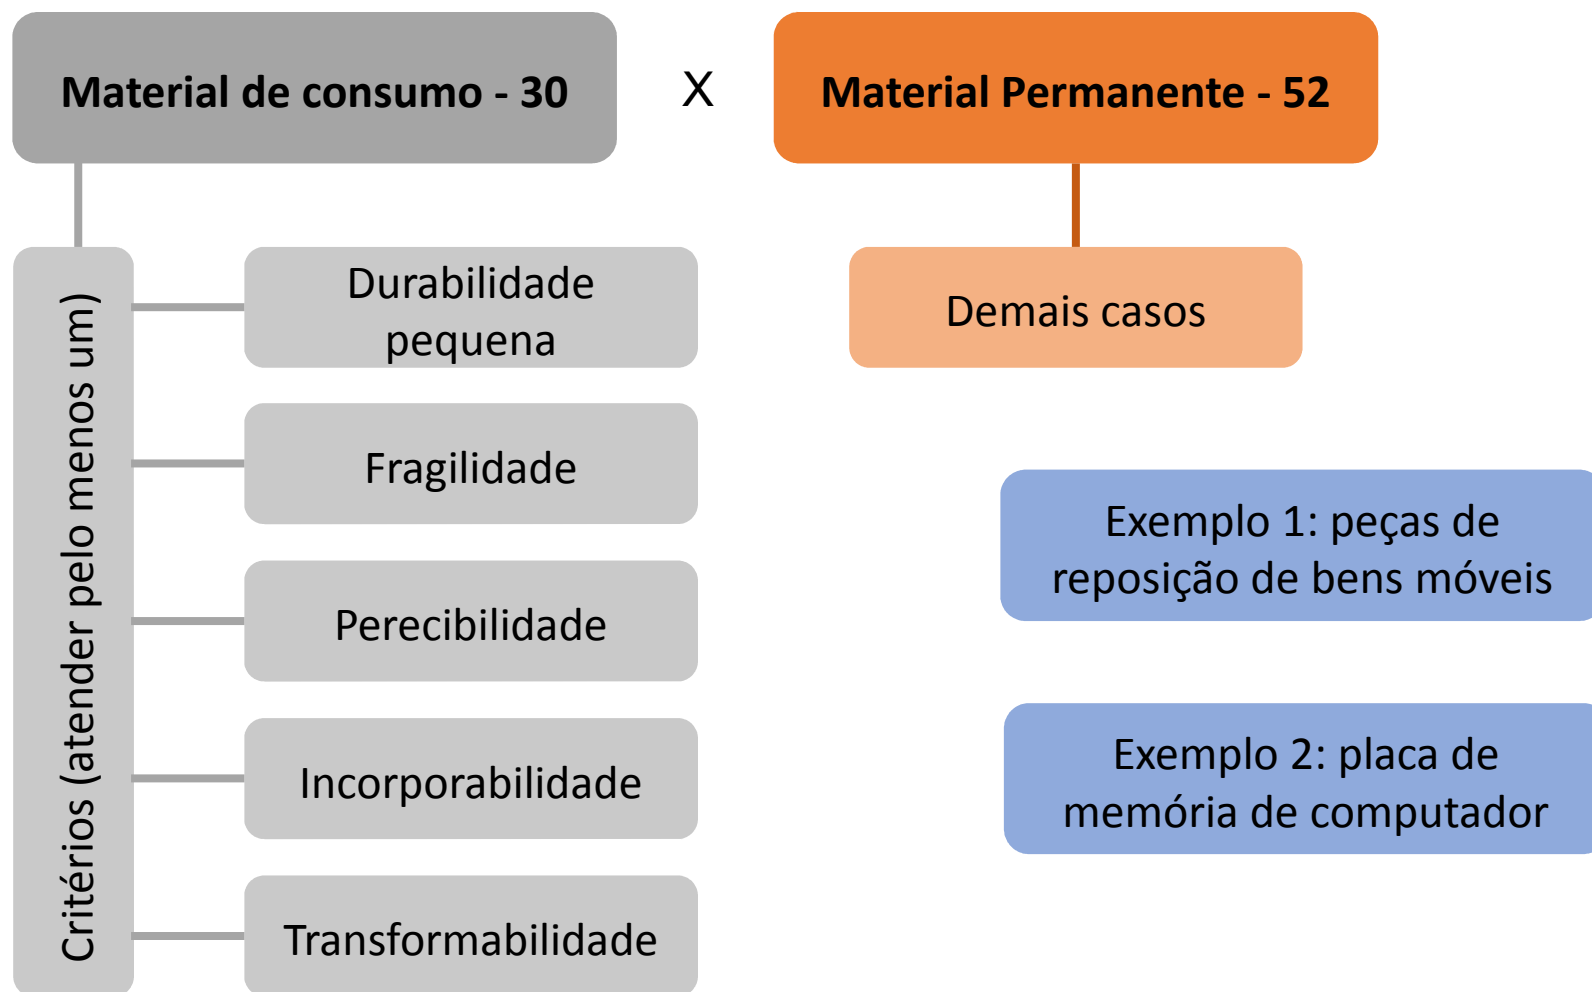 Material de consumo - 30
X
Material Permanente - 52
Critérios (atender pelo menos um)
Durabilidade
pequena
Fragilidade
Perecibilidade
Incorporabilidade
Transformabilidade
Demais casos
Exemplo 1: peças de
reposição de bens móveis
Exemplo 2: placa de
memória de computador